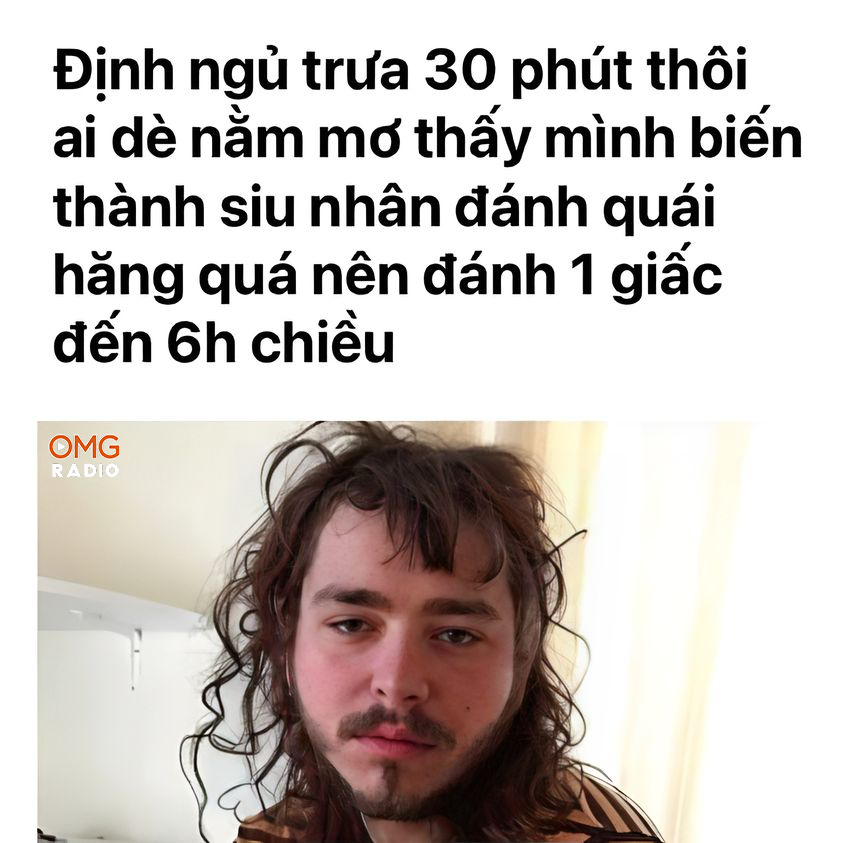 Định ngủ trưa 30 phút thôi
ai dè nằm mơ thấy mình biến
thành siu nhân đánh quái
hăng quá nên đánh 1 giấc
đến 6h chiều
OMG
RADIO